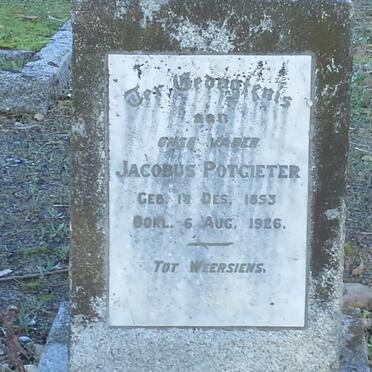 Ter Gedagtenis
aan
onse vader
Jacobus Potgieter
Geb. 18 Des. 1853
Oorl. 6 Aug. 1926.
Tot Weersiens.